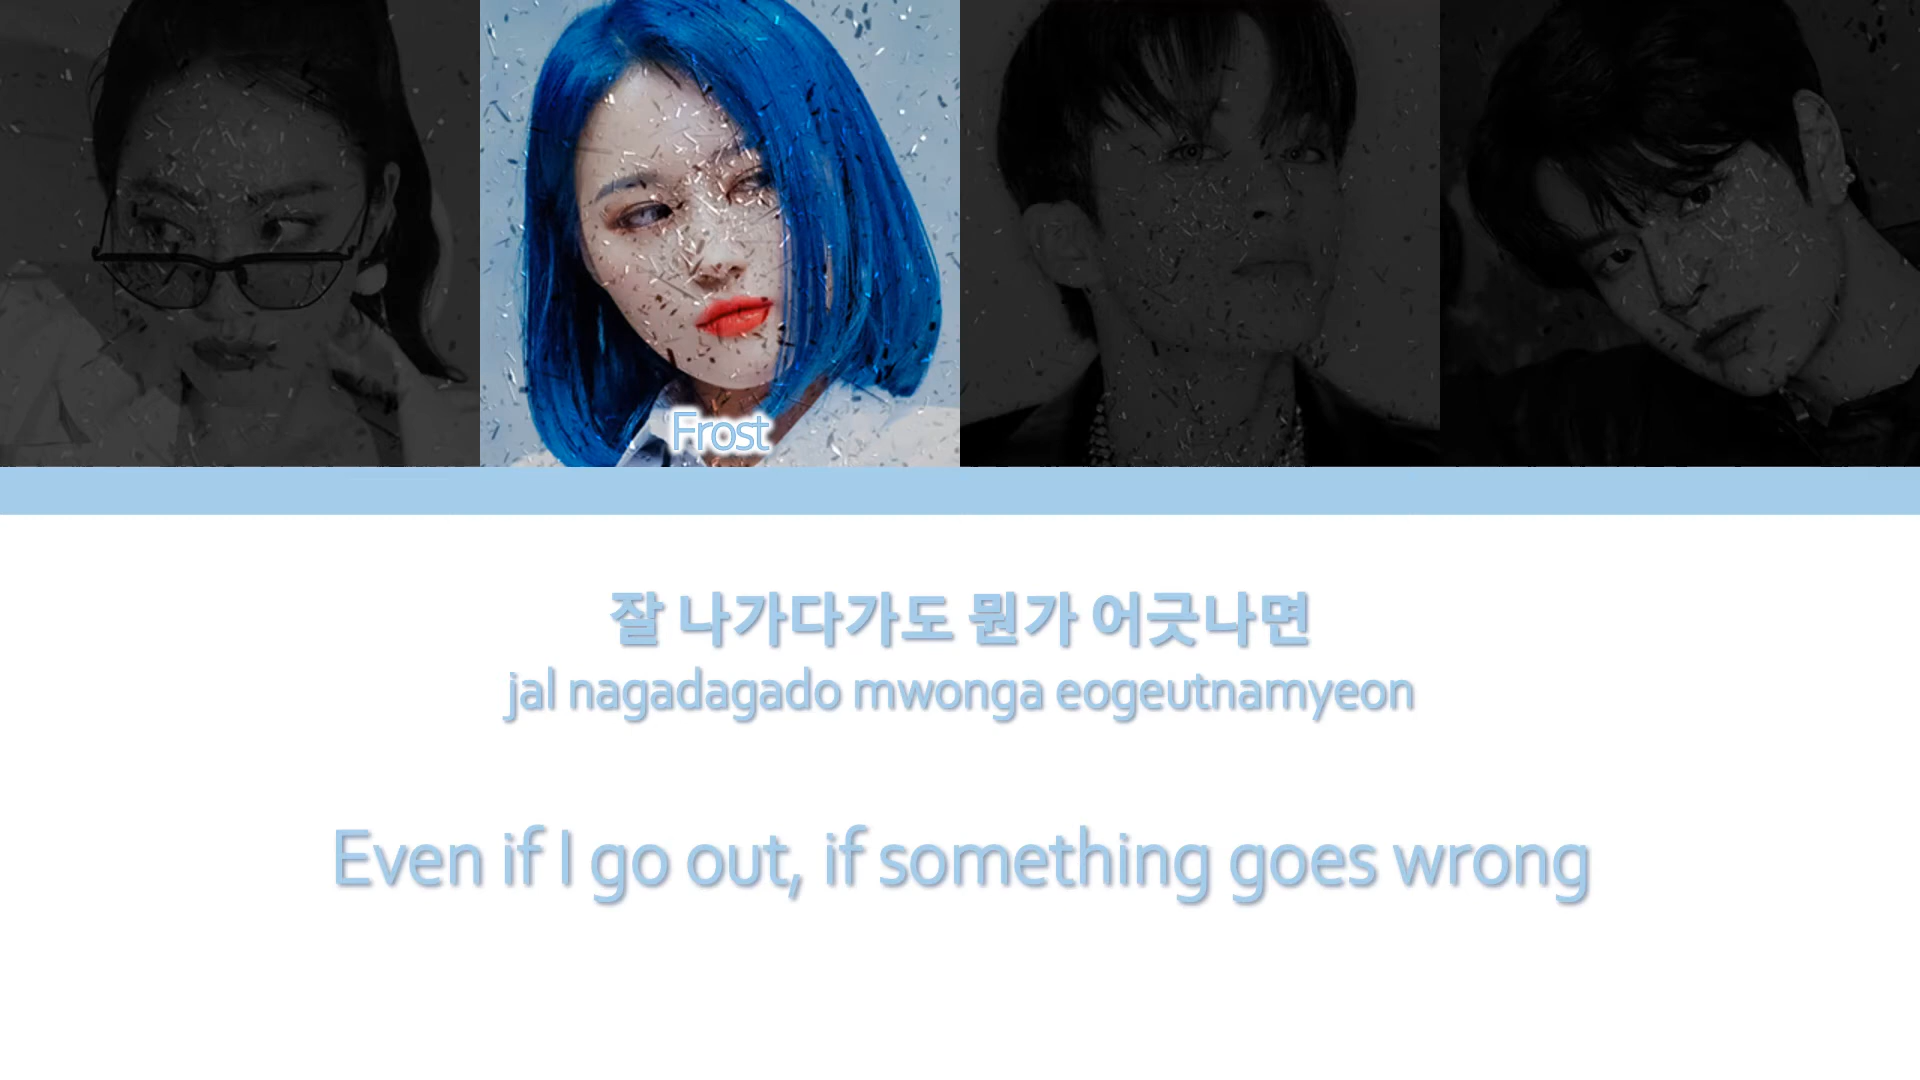 Frost
잘 나가다가도 뭔가 어긋나면
jal nagadagado mwonga eogeutnamyeon
Even if I go out, if something goes wrong